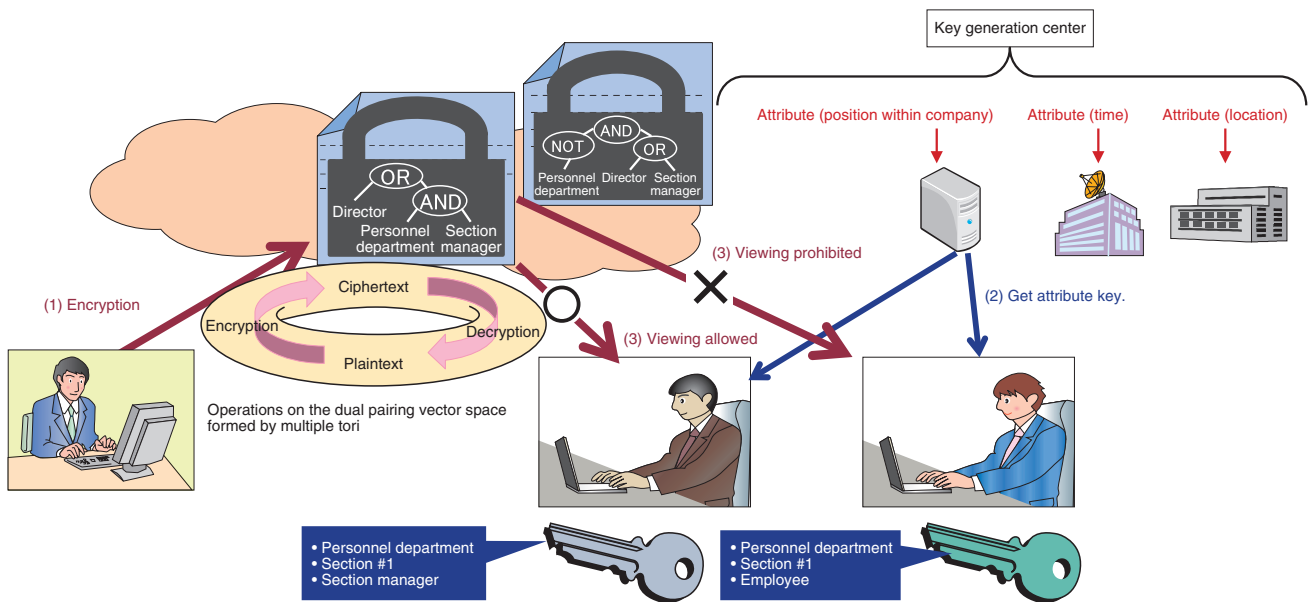 Key generation center
Attribute (position within company)
Attribute (time)
Attribute (location)
AND
NOT
OR
Personnel
department
Director
Section
manager
OR
Director
AND
Personnel
department
Section
manager
(1) Encryption
Ciphertext
Encryption
Decryption
Plaintext
(3) Viewing prohibited
(2) Get attribute key.
(3) Viewing allowed
Operations on the dual pairing vector space
formed by multiple tori
• Personnel department
• Section #1
• Section manager
• Personnel department
• Section #1
• Employee